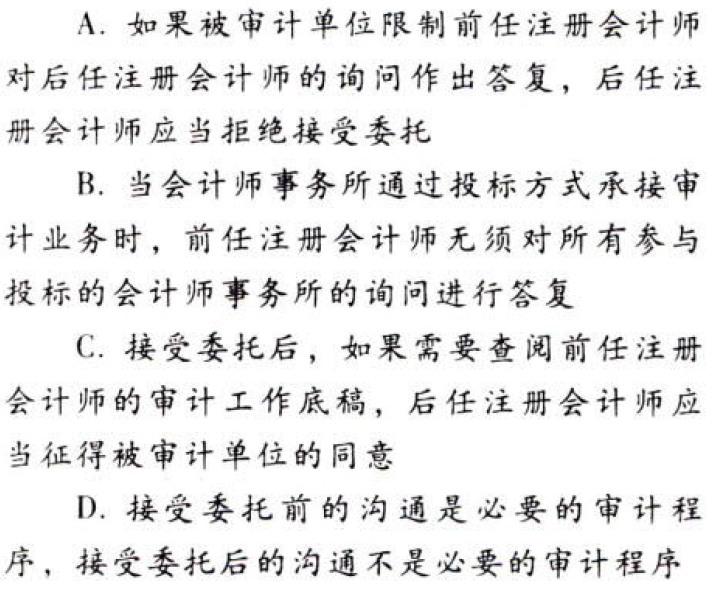 A. 如果被审计单位限制前任注册会计师
对后任注册会计师的询问作出答复，后任注
册会计师应当拒绝接受委托
B. 当会计师事务所通过投标方式承接审
计业务时，前任注册会计师无须对所有参与
投标的会计师事务所的询问进行答复
C. 接受委托后，如果需要查阅前任注册
会计师的审计工作底稿，后任注册会计师应
当征得被审计单位的同意
D. 接受委托前的沟通是必要的审计程
序，接受委托后的沟通不是必要的审计程序